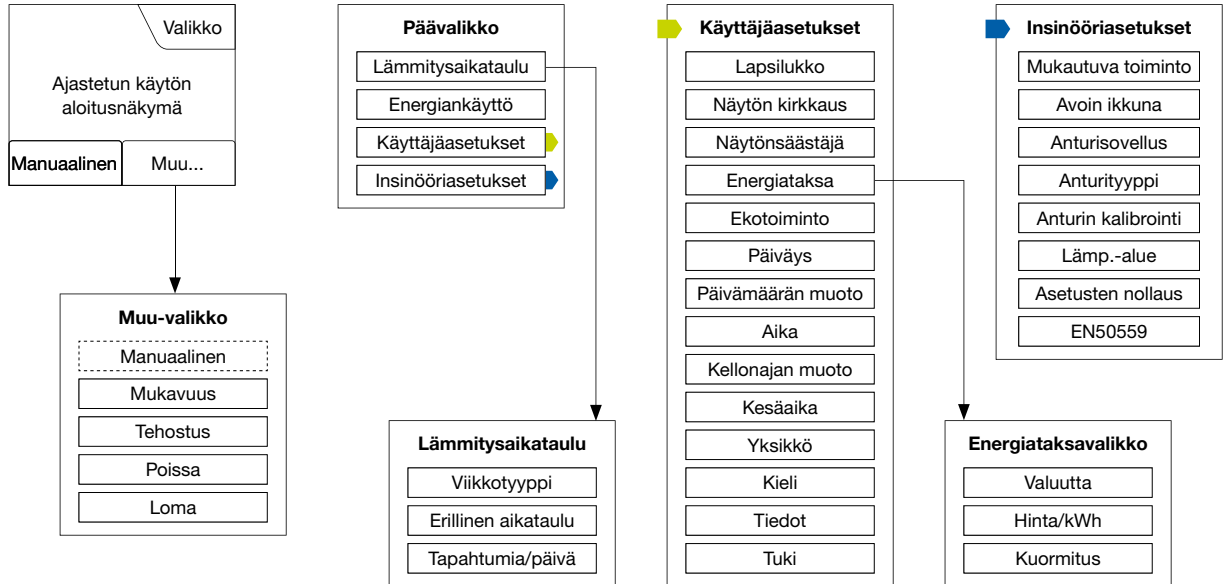 Valikko
Ajastetun käytön
aloitusnäkymä
Manuaalinen
Muu...
Muu-valikko
Manuaalinen
Mukavuus
Tehostus
Poissa
Loma
Päävalikko
Lämmitysaikataulu
Energiankäyttö
Käyttäjäasetukset
Insinööriasetukset
Lämmitysaikataulu
Viikkotyyppi
Erillinen aikataulu
Tapahtumia/päivä
Käyttäjäasetukset
Lapsilukko
Näytön kirkkaus
Näytönsäästäjä
Energiataksa
Ekotoiminto
Päiväys
Päivämäärän muoto
Aika
Kellonajan muoto
Kesäaika
Yksikkö
Kieli
Tiedot
Tuki
Insinööriasetukset
Mukautuva toiminto
Avoin ikkuna
Anturisovellus
Anturityyppi
Anturin kalibrointi
Lämp.-alue
Asetusten nollaus
EN50559
Energiataksavalikko
Valuutta
Hinta/kWh
Kuormitus